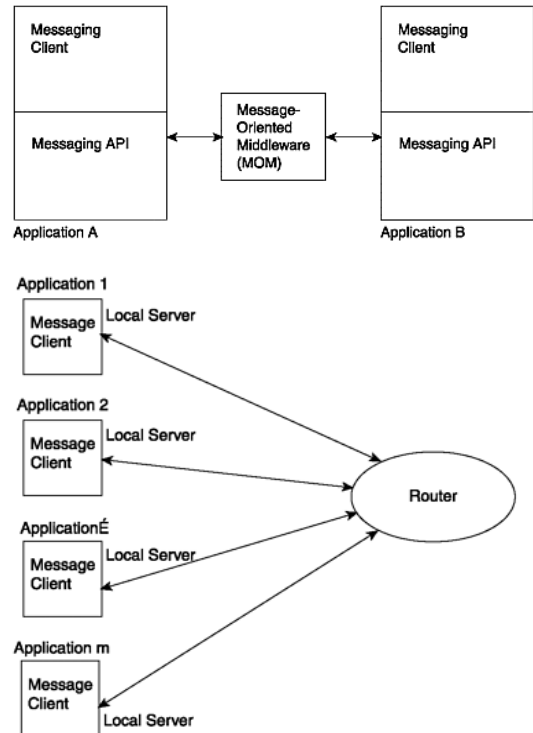 Messaging
Client
Messaging API
Application A
Message-
Oriented
Middleware
(MOM)
Messaging
Client
Messaging API
Application B
Application 1
Local Server
Message
Client
Application 2
Local Server
Message
Client
ApplicationÉ
Local Server
Message
Client
Application m
Message
Client
Local Server
Router